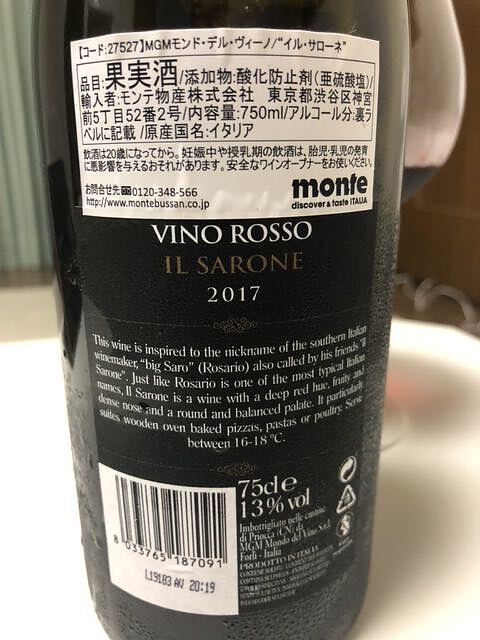 【コード:27527】MGMモンド・デル・ヴィーノ/“イル・サローネ”
品目:果実酒/添加物:酸化防止剤(亜硫酸塩)/
輸入者:モンテ物産株式会社 東京都渋谷区神宮
前5丁目52番2号/内容量:750ml/アルコール分:裏ラ
ベルに記載/原産国名:イタリア
飲酒は20歳になってから。妊娠中や授乳期の飲酒は、胎児・乳児の発育
に悪影響を与えるおそれがあります。安全なワインオープナーをお使いください。
お問合せ先 0120-348-566
http://www.montebussan.co.jp
monte
discover & taste ITALIA
VINO ROSSO
IL SARONE
2017
This wine is inspired to the nickname of the southern Italian
winemaker, “big Saro” (Rosario) also called by his friends “Il
Sarone”. Just like Rosario is one of the most typical Italian
names, Il Sarone is a wine with a deep red hue, fruity and
dense nose and a round and balanced palate. It particularly
suites wooden oven baked pizzas, pastas or poultry. Serve
between 16-18 °C.
75cl e
13% vol
Imbottigliato nelle cantine
di Priocca (CN) da
MGM Mondo del Vino S.r.l.
Forlì - Italia
PRODOTTO IN ITALIA
8 033765 187091
L19183 AV 20:19